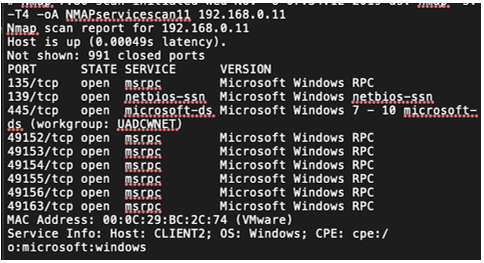 -T4 -oA NMAPservicescan11 192.168.0.11
Nmap scan report for 192.168.0.11
Host is up (0.00049s latency).
Not shown: 991 closed ports
PORT STATE SERVICE VERSION
135/tcp open msrpc Microsoft Windows RPC
139/tcp open netbios-ssn Microsoft Windows netbios-ssn
445/tcp open microsoft-ds Microsoft Windows 7 - 10 microsoft-
ds (workgroup: UADCWNET)
49152/tcp open msrpc Microsoft Windows RPC
49153/tcp open msrpc Microsoft Windows RPC
49154/tcp open msrpc Microsoft Windows RPC
49155/tcp open msrpc Microsoft Windows RPC
49156/tcp open msrpc Microsoft Windows RPC
49163/tcp open msrpc Microsoft Windows RPC
MAC Address: 00:0C:29:BC:2C:74 (VMware)
Service Info: Host: CLIENT2; OS: Windows; CPE: cpe:/
o:microsoft:windows